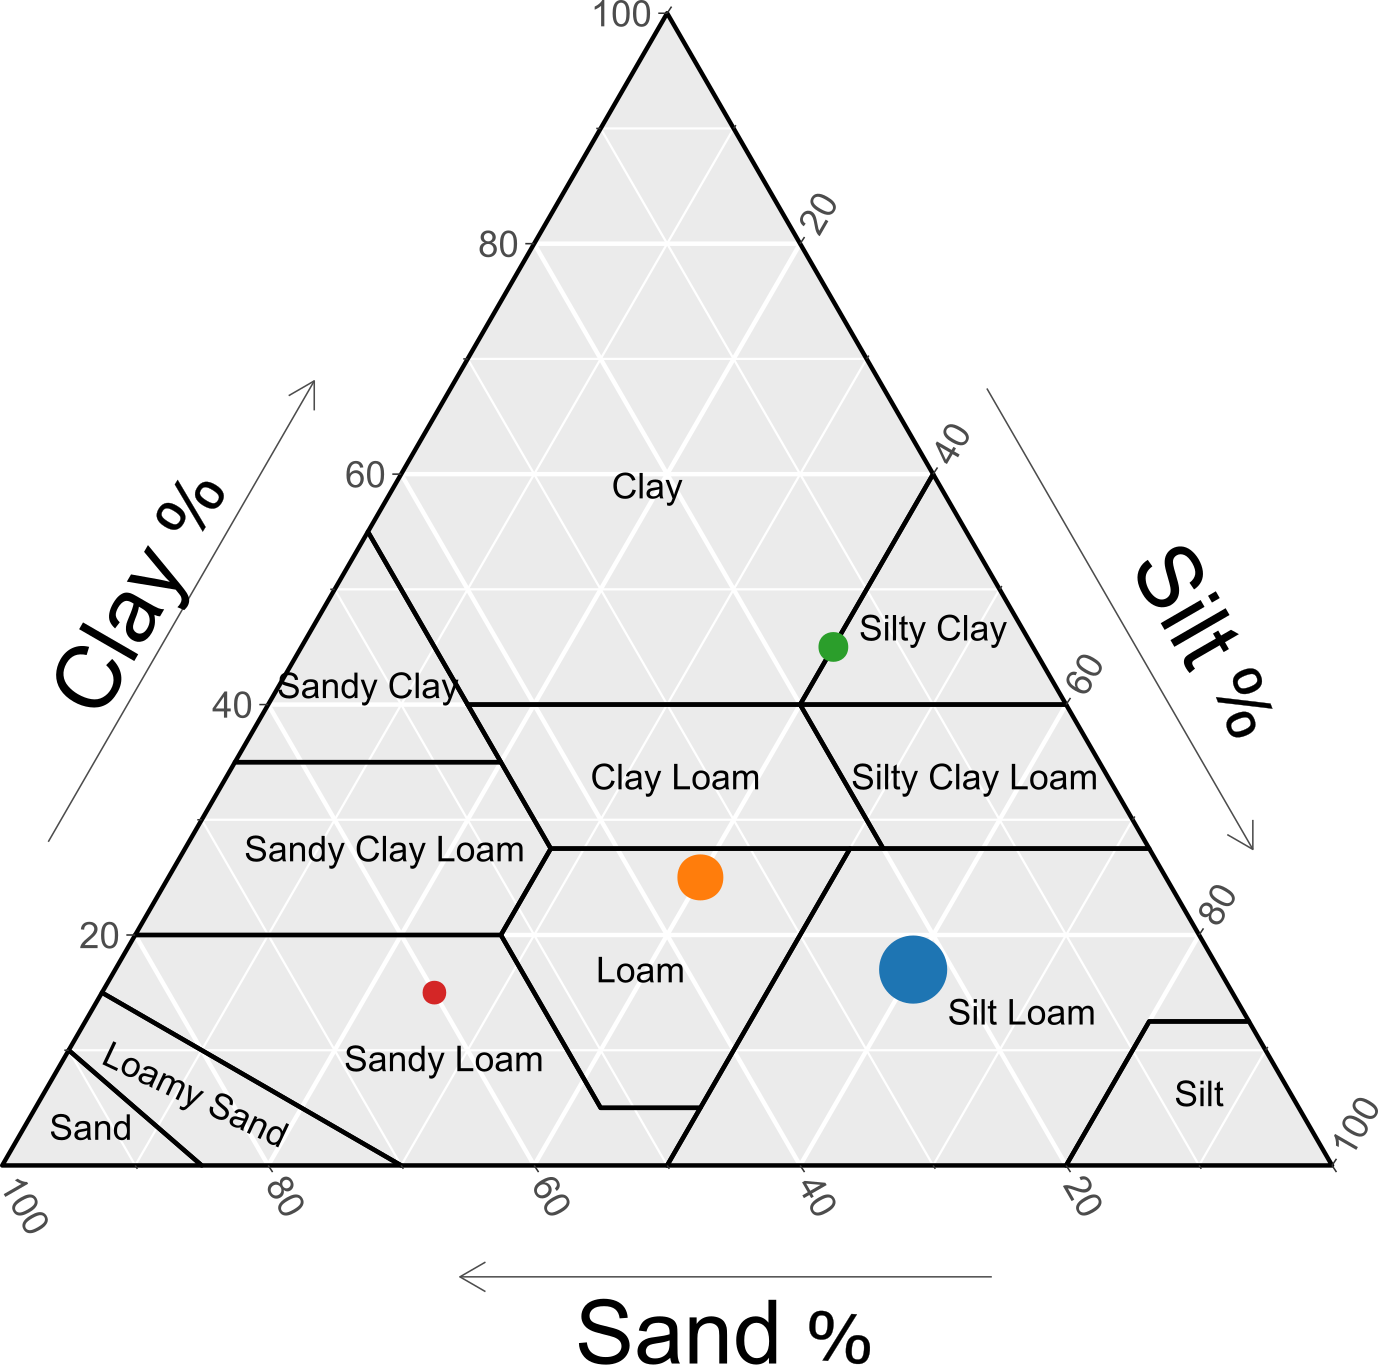 100
80
20
60
40
Clay %
Clay
Silt %
Silty Clay
Sandy Clay
40
60
Clay Loam
Silty Clay Loam
Sandy Clay Loam
20
80
Loam
Silt Loam
Sandy Loam
Loamy Sand
Silt
Sand
100
100
80
60
40
20
Sand %